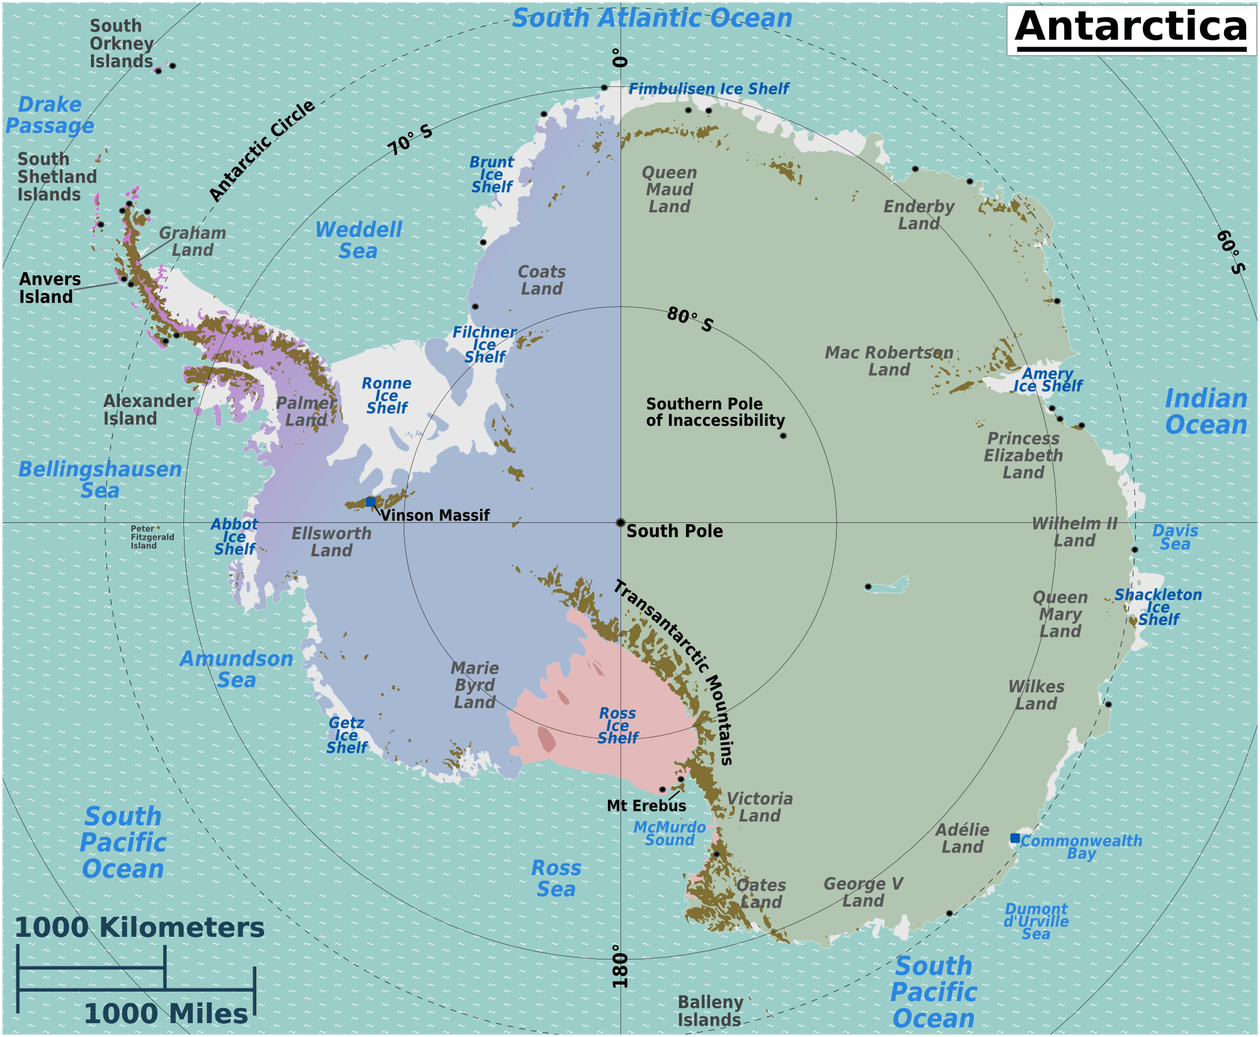 South Atlantic Ocean
Antarctica
South
Orkney
Islands
0°
Fimbulisen Ice Shelf
Drake
Passage
Antarctic Circle
70° S
South
Shetland
Islands
Brunt
Ice
Shelf
Queen
Maud
Land
Enderby
Land
Graham
Land
Weddell
Sea
60° S
Anvers
Island
Coats
Land
80° S
Filchner
Ice
Shelf
Mac Robertson
Land
Amery
Ice Shelf
Ronne
Ice
Shelf
Alexander
Island
Palmer
Land
Southern Pole
of Inaccessibility
Indian
Ocean
Princess
Elizabeth
Land
Bellingshausen
Sea
Vinson Massif
Peter
Fitzgerald
Island
Abbot
Ice
Shelf
Ellsworth
Land
South Pole
Wilhelm II
Land
Davis
Sea
Queen
Mary
Land
Shackleton
Ice
Shelf
Transantarctic Mountains
Amundson
Sea
Marie
Byrd
Land
Wilkes
Land
Getz
Ice
Shelf
Ross
Ice
Shelf
Mt Erebus
Victoria
Land
McMurdo
Sound
Adélie
Land
Commonwealth
Bay
South
Pacific
Ocean
Ross
Sea
Oates
Land
George V
Land
Dumont
d'Urville
Sea
1000 Kilometers
1000 Miles
180°
South
Pacific
Ocean
Balleny
Islands